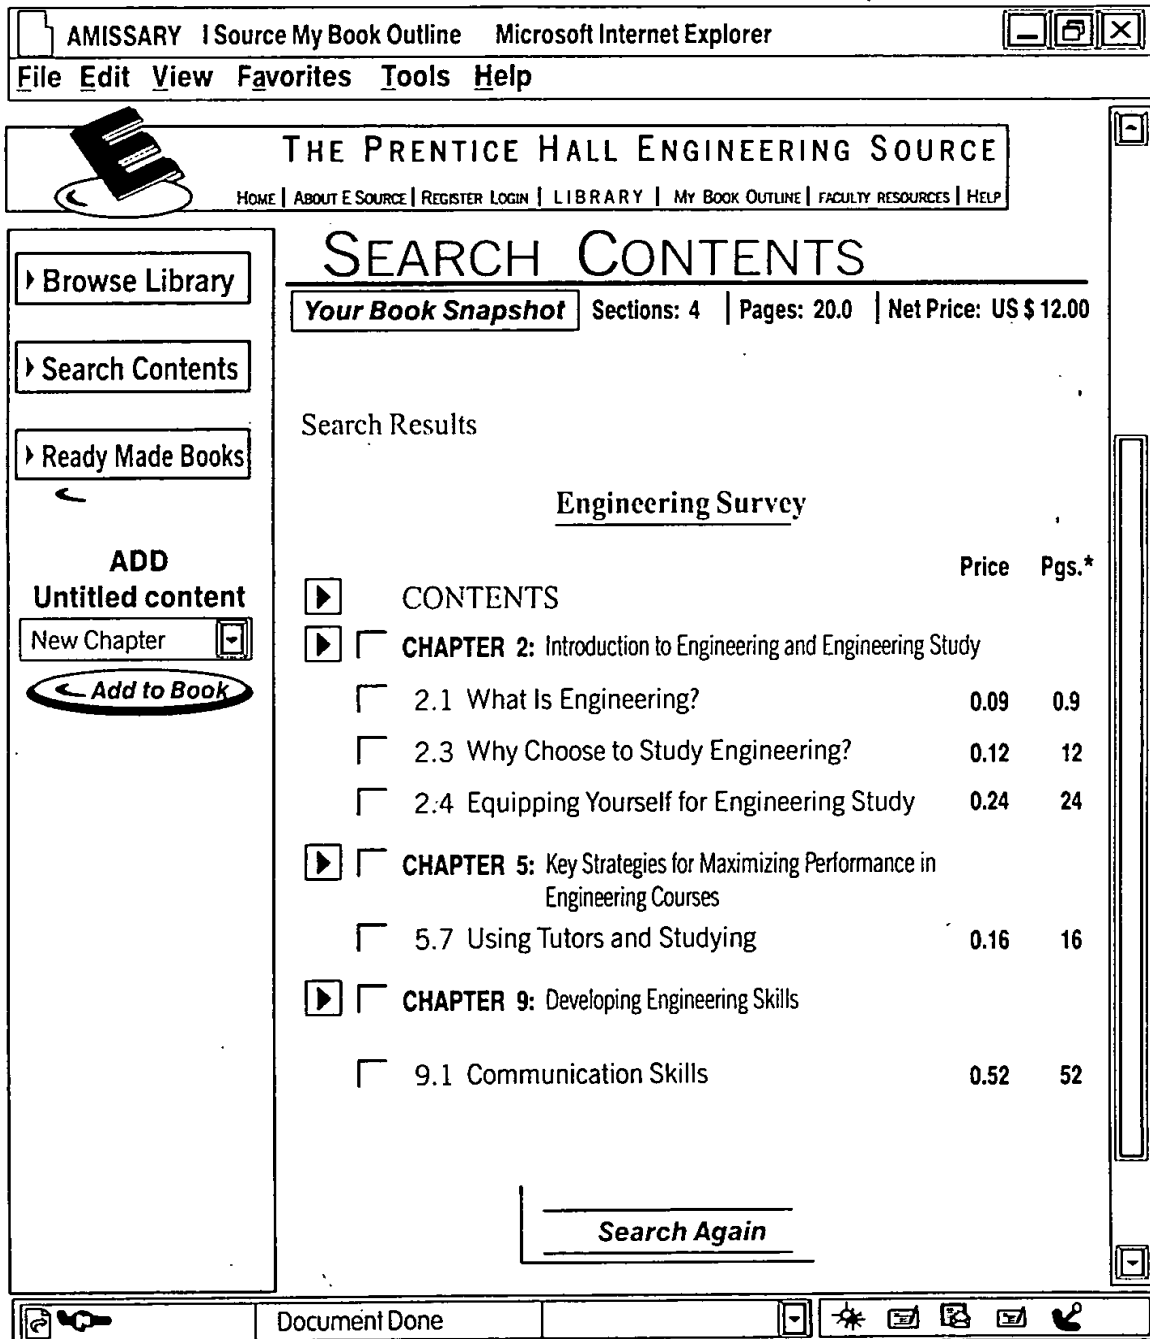 AMISSARY I Source My Book Outline Microsoft Internet Explorer
File Edit View Favorites Tools Help
E
THE PRENTICE HALL ENGINEERING SOURCE
HOME | ABOUT E SOURCE | REGISTER LOGIN | LIBRARY | MY BOOK OUTLINE | FACULTY RESOURCES | HELP
Browse Library
Search Contents
Ready Made Books
ADD
Untitled content
New Chapter
Add to Book
SEARCH CONTENTS
Your Book Snapshot Sections: 4 | Pages: 20.0 | Net Price: US $ 12.00
Search Results
Engineering Survey
Price Pgs.*
CONTENTS
CHAPTER 2: Introduction to Engineering and Engineering Study
2.1 What Is Engineering? 0.09 0.9
2.3 Why Choose to Study Engineering? 0.12 12
2.4 Equipping Yourself for Engineering Study 0.24 24
CHAPTER 5: Key Strategies for Maximizing Performance in
Engineering Courses
5.7 Using Tutors and Studying 0.16 16
CHAPTER 9: Developing Engineering Skills
9.1 Communication Skills 0.52 52
Search Again
Document Done